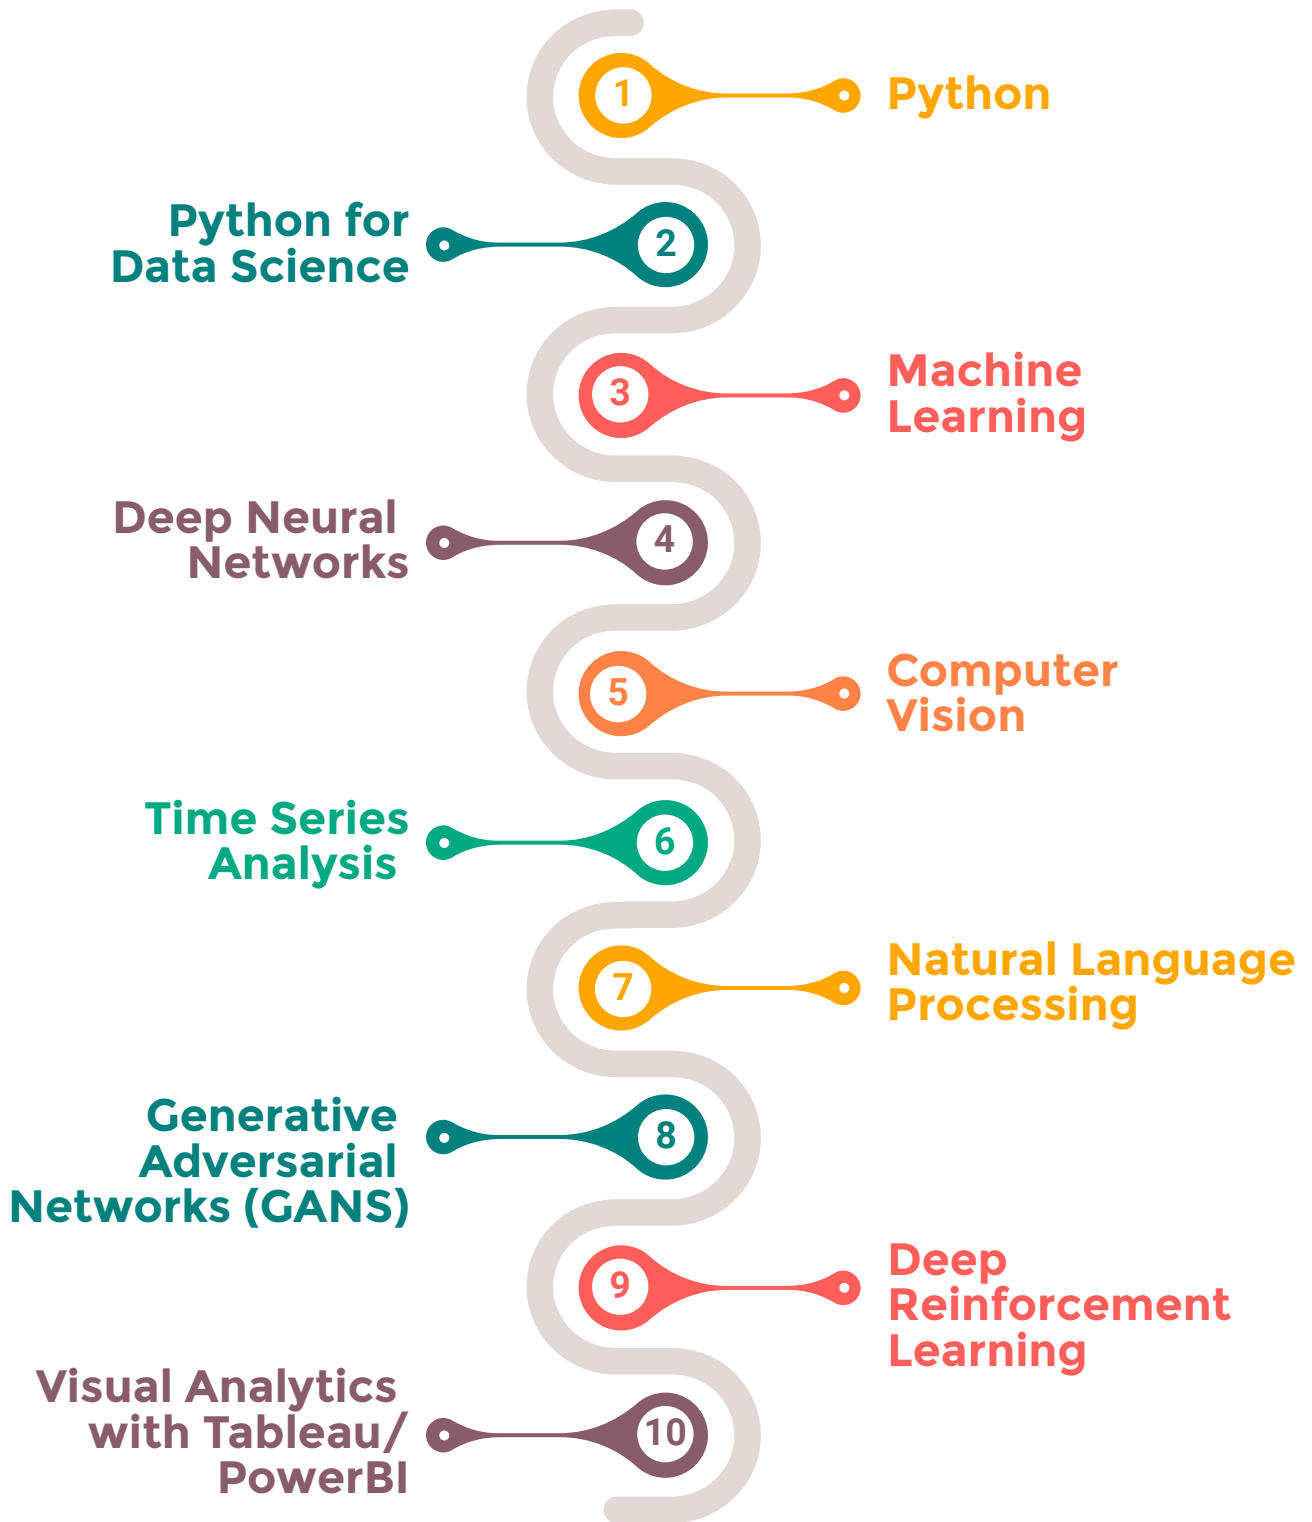 1
Python
Python for
Data Science
2
3
Machine
Learning
Deep Neural
Networks
4
5
Computer
Vision
Time Series
Analysis
6
7
Natural Language
Processing
Generative
Adversarial
Networks (GANS)
8
9
Deep
Reinforcement
Learning
Visual Analytics
with Tableau/
PowerBI
10